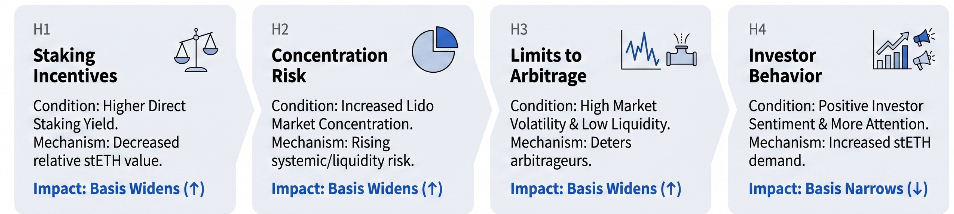 H1
Staking
Incentives
Condition: Higher Direct
Staking Yield.
Mechanism: Decreased
relative stETH value.
Impact: Basis Widens (↑)
H2
Concentration
Risk
Condition: Increased Lido
Market Concentration.
Mechanism: Rising
systemic/liquidity risk.
Impact: Basis Widens (↑)
H3
Limits to
Arbitrage
Condition: High Market
Volatility & Low Liquidity.
Mechanism: Deters
arbitrageurs.
Impact: Basis Widens (↑)
H4
Investor
Behavior
Condition: Positive Investor
Sentiment & More Attention.
Mechanism: Increased stETH
demand.
Impact: Basis Narrows (↓)